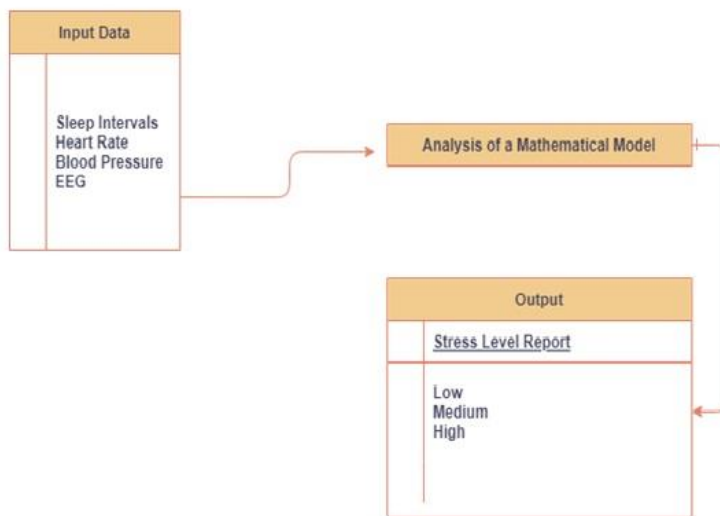 Input Data
Sleep Intervals
Heart Rate
Blood Pressure
EEG
Analysis of a Mathematical Model
Output
Stress Level Report
Low
Medium
High